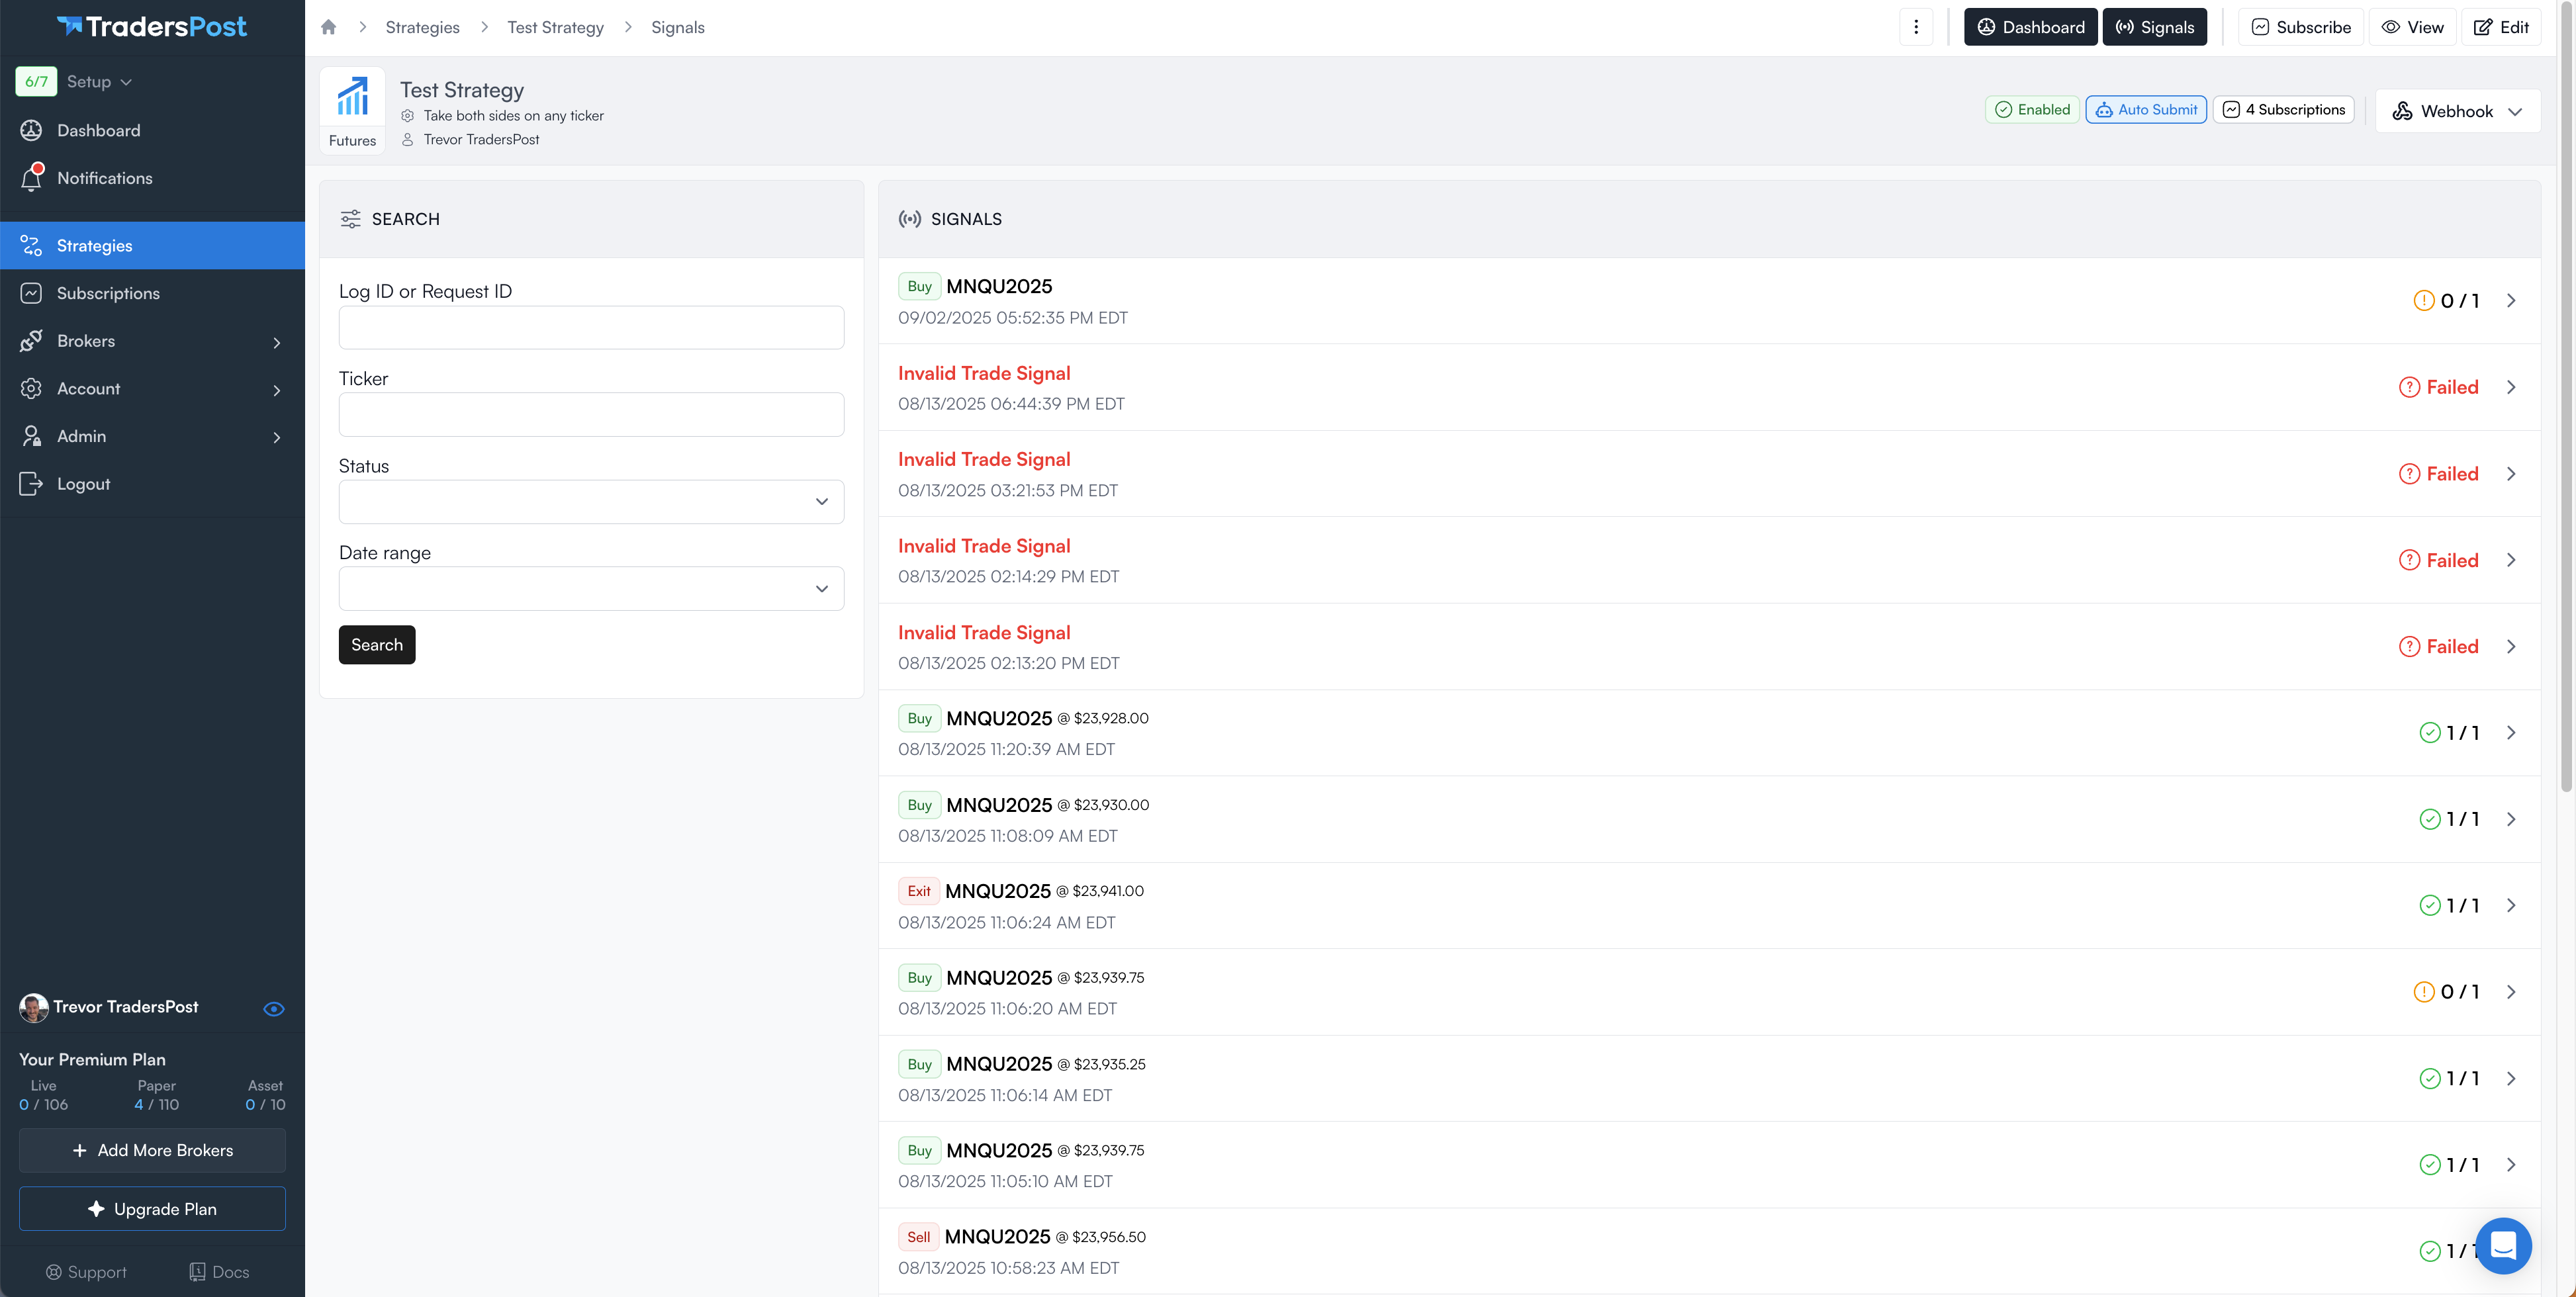 TradersPost
6/7 Setup
Dashboard
Notifications
Strategies
Subscriptions
Brokers
Account
Admin
Logout
Trevor TradersPost
Your Premium Plan
Live Paper Asset
0 / 106 4 / 110 0 / 10
Add More Brokers
Upgrade Plan
Support Docs
Strategies Test Strategy Signals
Dashboard Signals Subscribe View Edit
Futures
Test Strategy
Take both sides on any ticker
Trevor TradersPost
Enabled Auto Submit 4 Subscriptions Webhook
SEARCH
Log ID or Request ID
Ticker
Status
Date range
Search
SIGNALS
Buy MNQU2025 0 / 1
09/02/2025 05:52:35 PM EDT
Invalid Trade Signal Failed
08/13/2025 06:44:39 PM EDT
Invalid Trade Signal Failed
08/13/2025 03:21:53 PM EDT
Invalid Trade Signal Failed
08/13/2025 02:14:29 PM EDT
Invalid Trade Signal Failed
08/13/2025 02:13:20 PM EDT
Buy MNQU2025 @ $23,928.00 1 / 1
08/13/2025 11:20:39 AM EDT
Buy MNQU2025 @ $23,930.00 1 / 1
08/13/2025 11:08:09 AM EDT
Exit MNQU2025 @ $23,941.00 1 / 1
08/13/2025 11:06:24 AM EDT
Buy MNQU2025 @ $23,939.75 0 / 1
08/13/2025 11:06:20 AM EDT
Buy MNQU2025 @ $23,935.25 1 / 1
08/13/2025 11:06:14 AM EDT
Buy MNQU2025 @ $23,939.75 1 / 1
08/13/2025 11:05:10 AM EDT
Sell MNQU2025 @ $23,956.50 1 / 1
08/13/2025 10:58:23 AM EDT